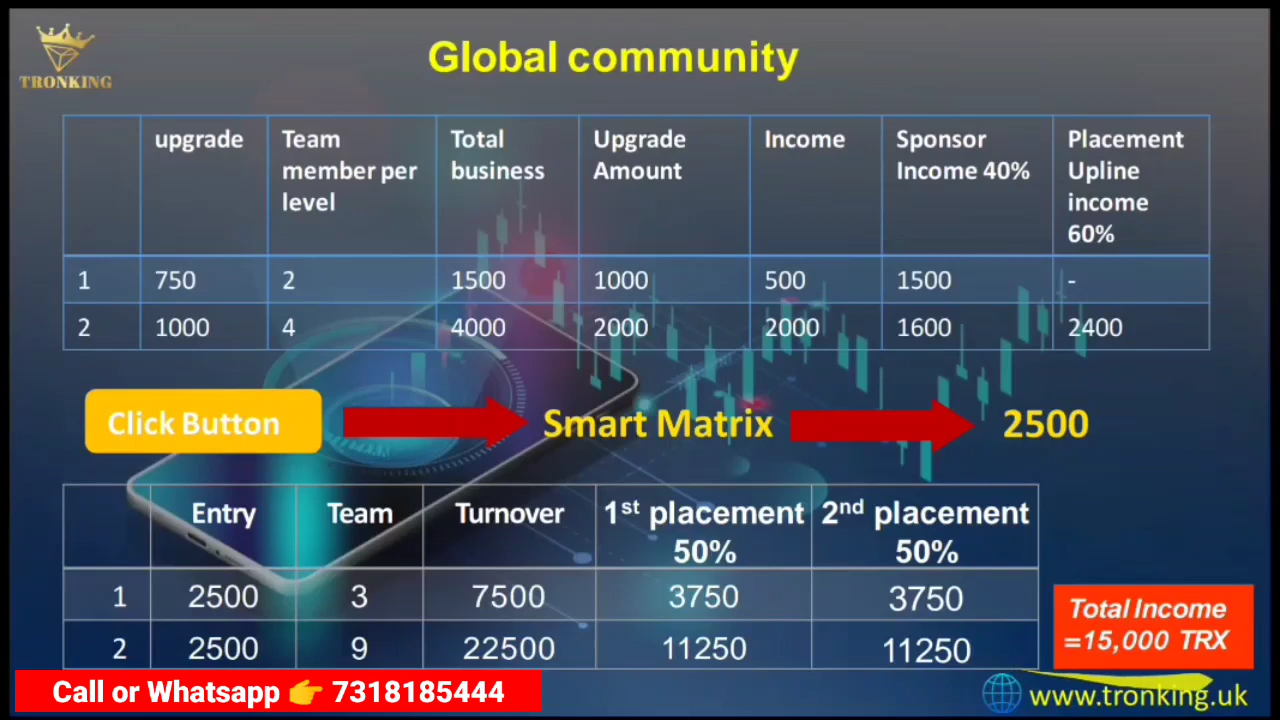 TRONKING
Global community
upgrade Team member per level Total business Upgrade Amount Income Sponsor Income 40% Placement Upline income 60%
1 750 2 1500 1000 500 1500 -
2 1000 4 4000 2000 2000 1600 2400
Click Button Smart Matrix 2500
Entry Team Turnover 1st placement 50% 2nd placement 50%
1 2500 3 7500 3750 3750
2 2500 9 22500 11250 11250
Total Income
=15,000 TRX
Call or Whatsapp 👉 7318185444
www.tronking.uk